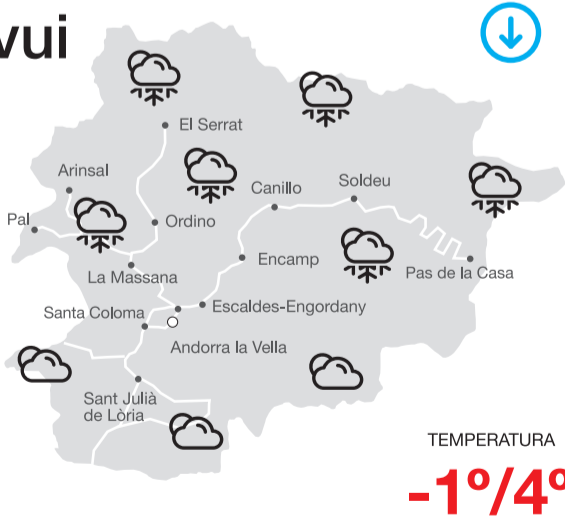 vui
El Serrat
Arinsal
Canillo
Soldeu
Pal
Ordino
Encamp
La Massana
Pas de la Casa
Santa Coloma
Escaldes-Engordany
Andorra la Vella
Sant Julià
de Lòria
TEMPERATURA
-1º/4º